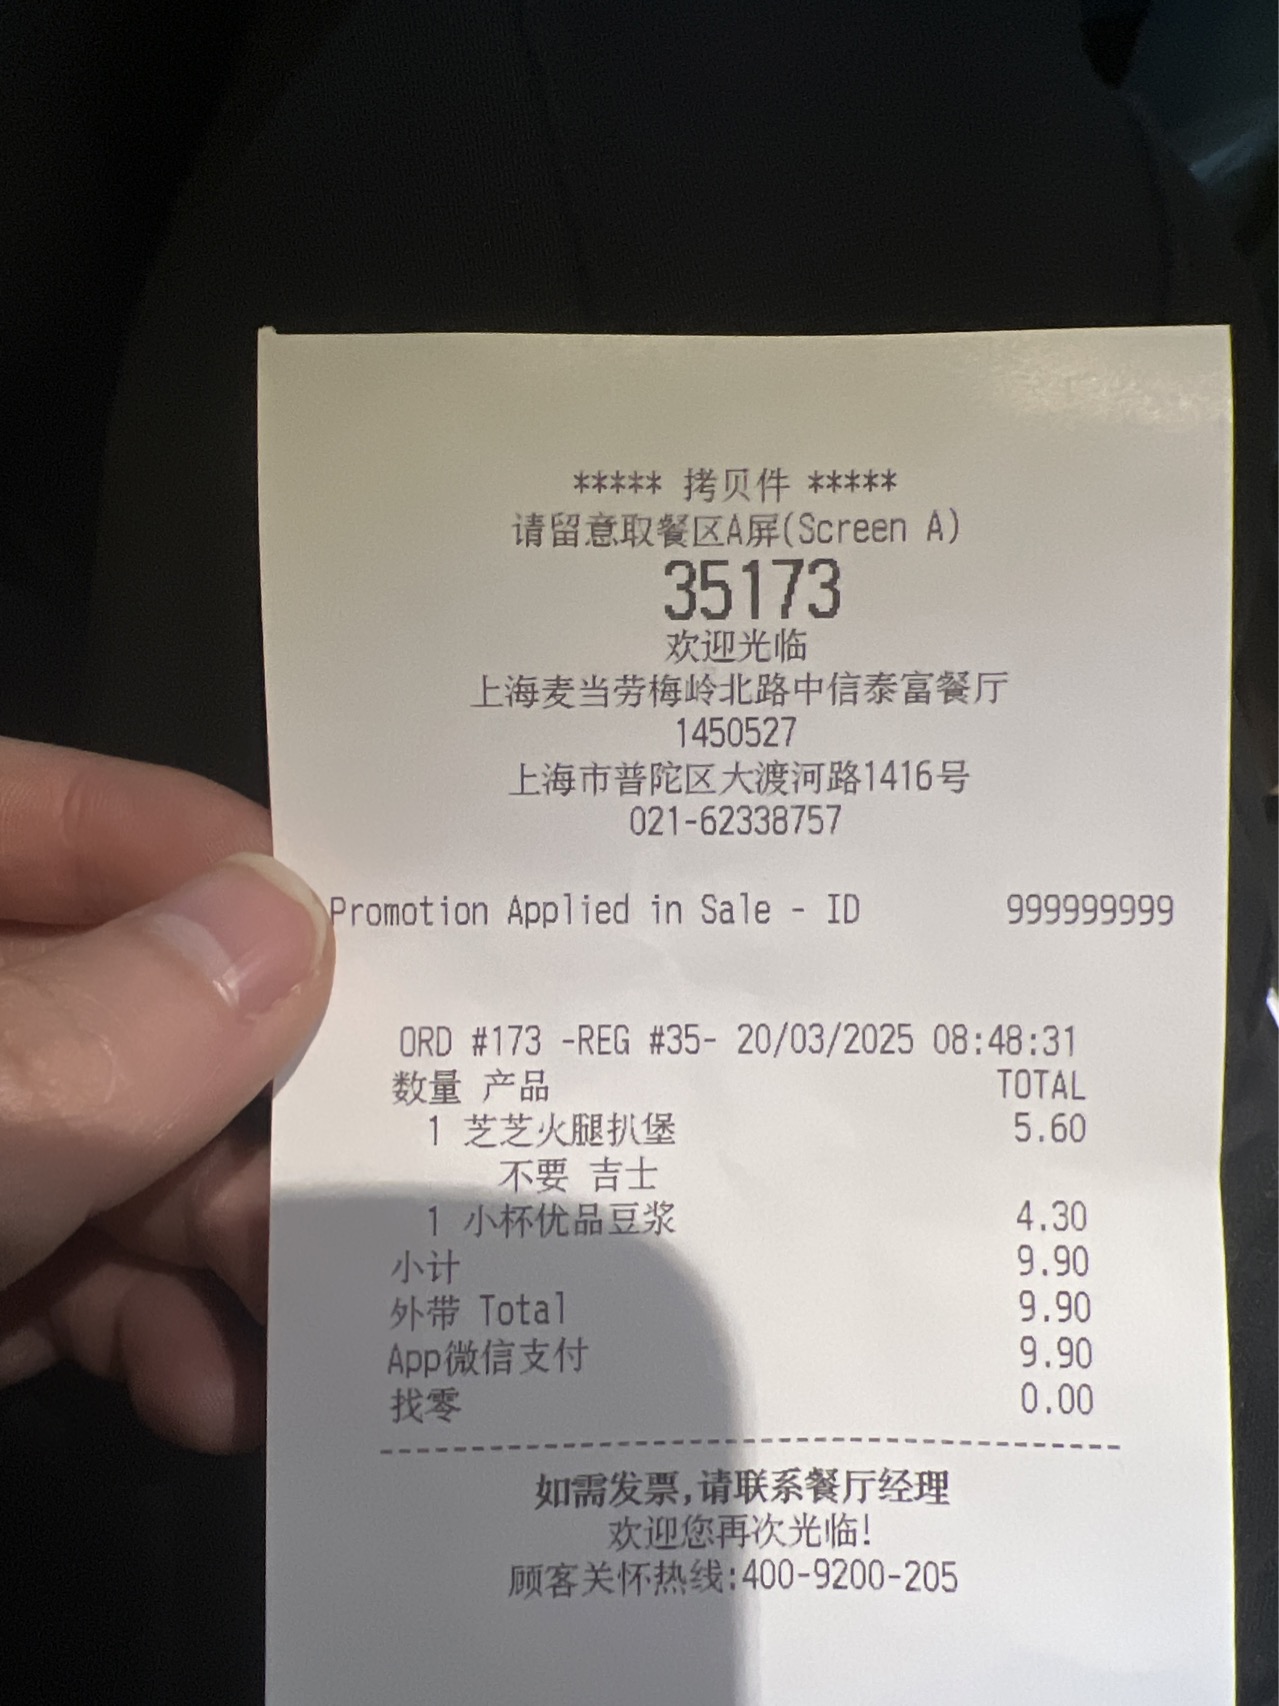 ***** 拷贝件 *****
请留意取餐区A屏(Screen A)
35173
欢迎光临
上海麦当劳梅岭北路中信泰富餐厅
1450527
上海市普陀区大渡河路1416号
021-62338757
Promotion Applied in Sale - ID 999999999
ORD #173 -REG #35- 20/03/2025 08:48:31
数量 产品 TOTAL
1 芝芝火腿扒堡 5.60
不要 吉士
1 小杯优品豆浆 4.30
小计 9.90
外带 Total 9.90
App微信支付 9.90
找零 0.00
如需发票,请联系餐厅经理
欢迎您再次光临!
顾客关怀热线:400-9200-205